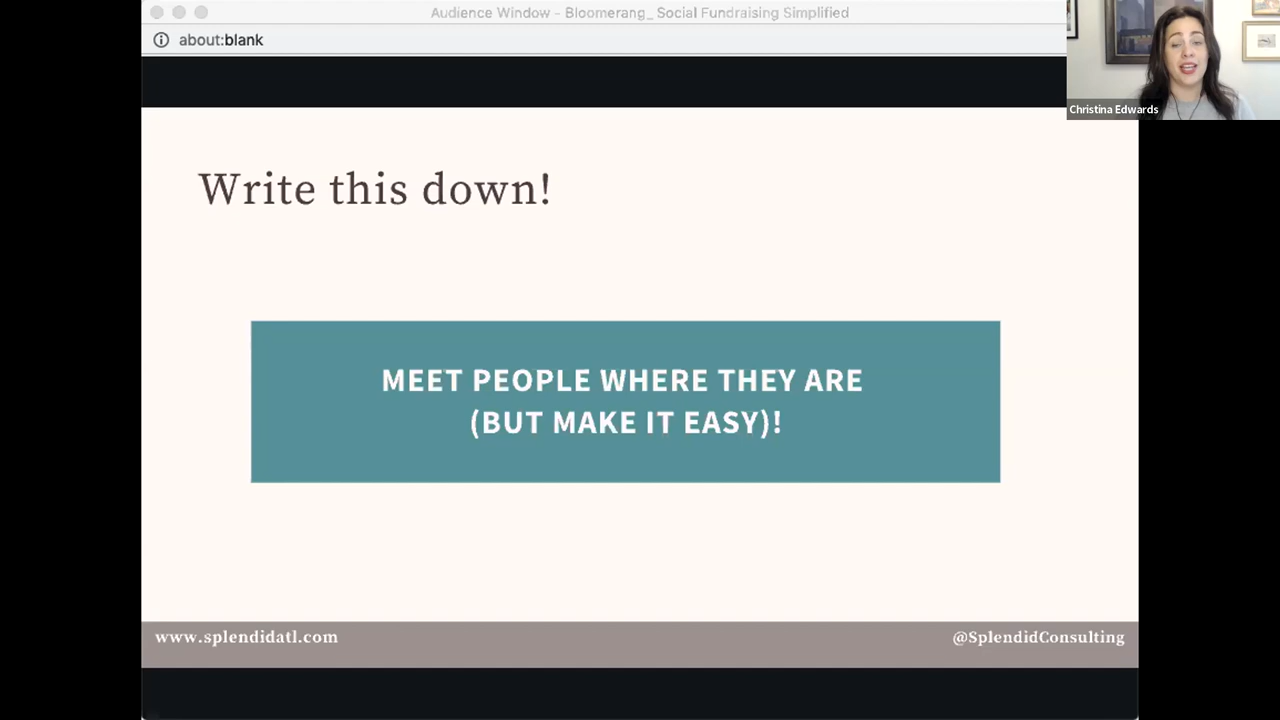 Audience Window - Bloomerang_ Social Fundraising Simplified
about:blank
Christina Edwards
Write this down!
MEET PEOPLE WHERE THEY ARE
(BUT MAKE IT EASY)!
www.splendidatl.com
@SplendidConsulting